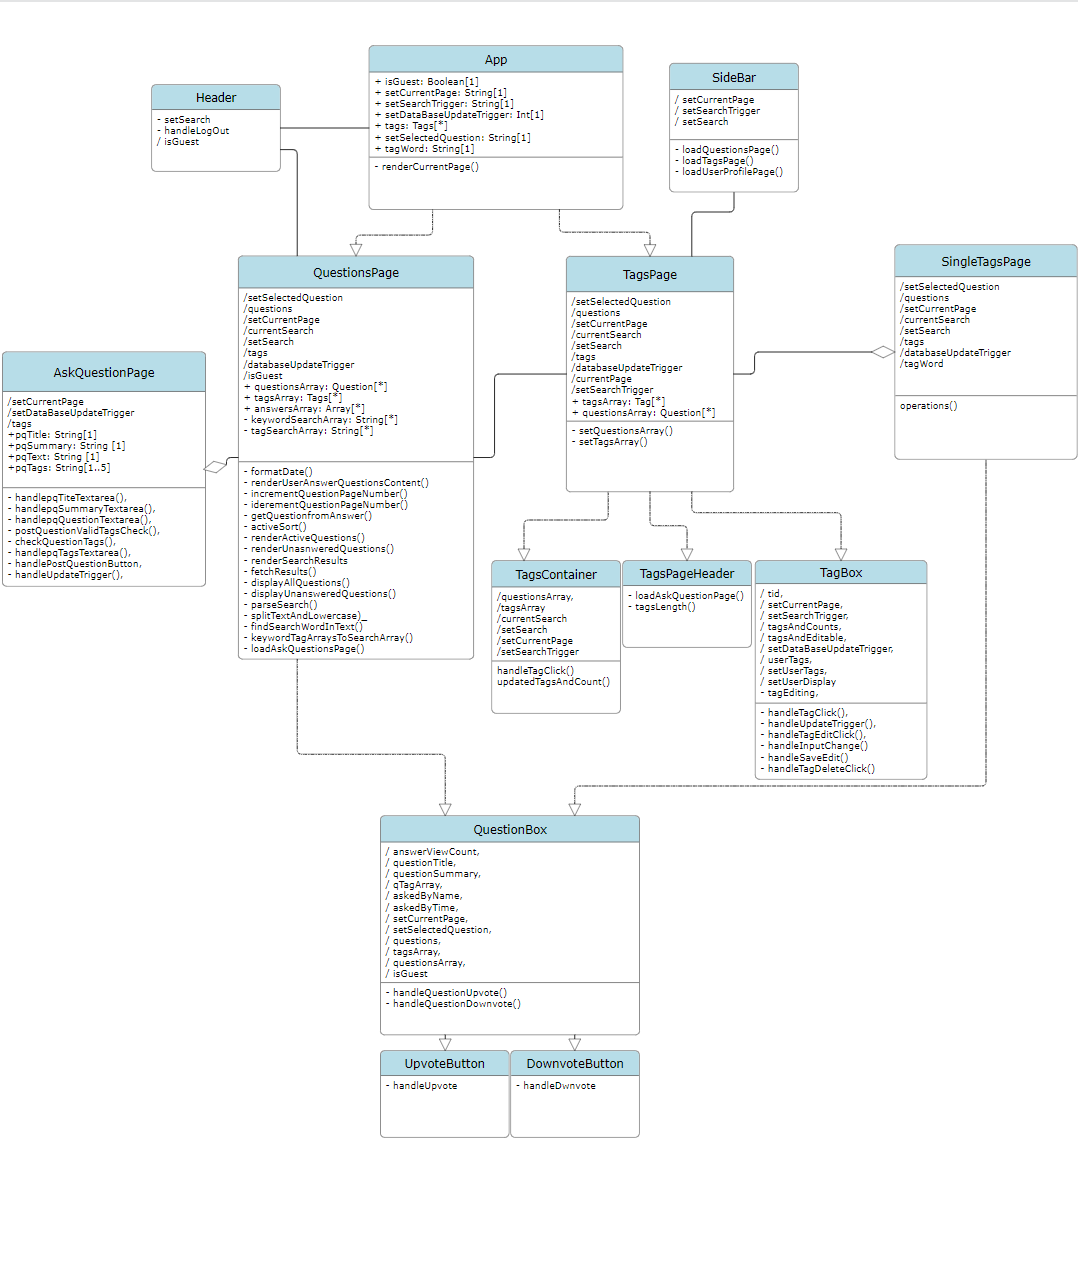 App
+ isGuest: Boolean[1]
+ setCurrentPage: String[1]
+ setSearchTrigger: String[1]
+ setDataBaseUpdateTrigger: Int[1]
+ tags: Tags[*]
+ setSelectedQuestion: String[1]
+ tagWord: String[1]
- renderCurrentPage()
Header
- setSearch
- handleLogOut
/ isGuest
SideBar
/ setCurrentPage
/ setSearchTrigger
/ setSearch
- loadQuestionsPage()
- loadTagsPage()
- loadUserProfilePage()
QuestionsPage
/setSelectedQuestion
/questions
/setCurrentPage
/currentSearch
/setSearch
/tags
/databaseUpdateTrigger
/isGuest
+ questionsArray: Question[*]
+ tagsArray: Tags[*]
+ answersArray: Array[*]
- keywordSearchArray: String[*]
- tagSearchArray: String[*]
- formatDate()
- renderUserAnswerQuestionsContent()
- incrementQuestionPageNumber()
- iderementQuestionPageNumber()
- getQuestionfromAnswer()
- activeSort()
- renderActiveQuestions()
- renderUnasnweredQuestions()
- renderSearchResults
- fetchResults()
- displayAllQuestions()
- displayUnansweredQuestions()
- parseSearch()
- splitTextAndLowercase)_
- findSearchWordInText()
- keywordTagArraysToSearchArray()
- loadAskQuestionsPage()
TagsPage
/setSelectedQuestion
/questions
/setCurrentPage
/currentSearch
/setSearch
/tags
/databaseUpdateTrigger
/currentPage
/setSearchTrigger
+ tagsArray: Tag[*]
+ questionsArray: Question[*]
- setQuestionsArray()
- setTagsArray()
SingleTagsPage
/setSelectedQuestion
/questions
/setCurrentPage
/currentSearch
/setSearch
/tags
/databaseUpdateTrigger
/tagWord
operations()
AskQuestionPage
/setCurrentPage
/setDataBaseUpdateTrigger
/tags
+pqTitle: String[1]
+pqSummary: String [1]
+pqText: String [1]
+pqTags: String[1..5]
- handlepqTiteTextarea(),
- handlepqSummaryTextarea(),
- handlepqQuestionTextarea(),
- postQuestionValidTagsCheck(),
- checkQuestionTags(),
- handlepqTagsTextarea(),
- handlePostQuestionButton,
- handleUpdateTrigger(),
TagsContainer
/questionsArray,
/tagsArray
/currentSearch
/setSearch
/setCurrentPage
/setSearchTrigger
handleTagClick()
updatedTagsAndCount()
TagsPageHeader
- loadAskQuestionPage()
- tagsLength()
TagBox
/ tid,
/ setCurrentPage,
/ setSearchTrigger,
/ tagsAndCounts,
/ tagsAndEditable,
/ setDataBaseUpdateTrigger,
/ userTags,
/ setUserTags,
/ setUserDisplay
- tagEditing,
- handleTagClick(),
- handleUpdateTrigger(),
- handleTagEditClick(),
- handleInputChange()
- handleSaveEdit()
- handleTagDeleteClick()
QuestionBox
/ answerViewCount,
/ questionTitle,
/ questionSummary,
/ qTagArray,
/ askedByName,
/ askedByTime,
/ setCurrentPage,
/ setSelectedQuestion,
/ questions,
/ tagsArray,
/ questionsArray,
/ isGuest
- handleQuestionUpvote()
- handleQuestionDownvote()
UpvoteButton
- handleUpvote
DownvoteButton
- handleDwnvote